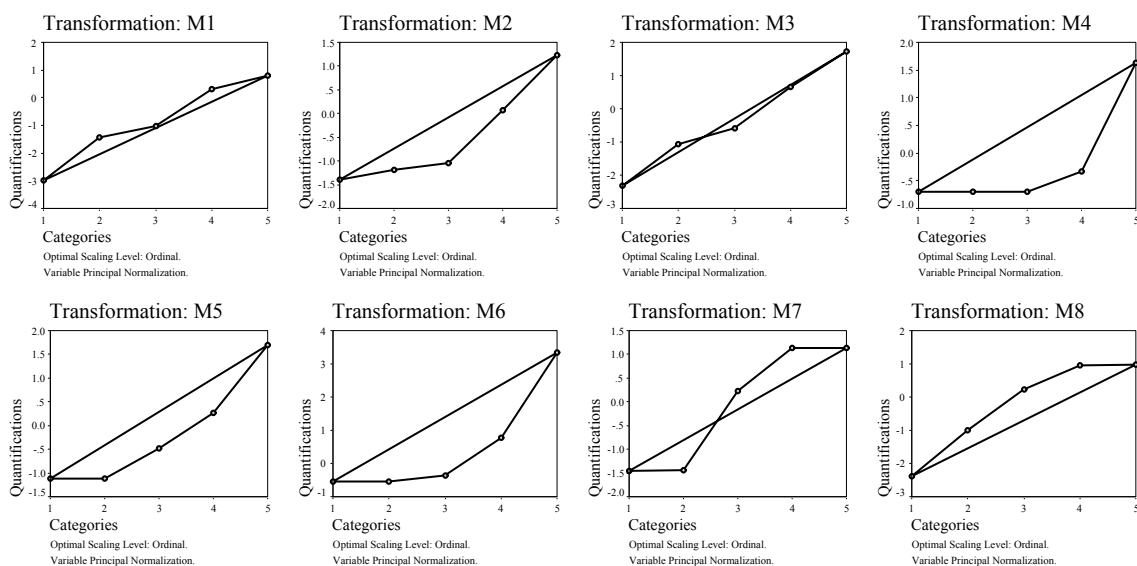 Transformation: M1
Quantifications
2
1
0
-1
-2
-3
-4
1 2 3 4 5
Categories
Optimal Scaling Level: Ordinal.
Variable Principal Normalization.
Transformation: M2
Quantifications
1.5
1.0
.5
0.0
-.5
-1.0
-1.5
-2.0
1 2 3 4 5
Categories
Optimal Scaling Level: Ordinal.
Variable Principal Normalization.
Transformation: M3
Quantifications
2
1
0
-1
-2
-3
1 2 3 4 5
Categories
Optimal Scaling Level: Ordinal.
Variable Principal Normalization.
Transformation: M4
Quantifications
2.0
1.5
1.0
.5
0.0
-.5
-1.0
1 2 3 4 5
Categories
Optimal Scaling Level: Ordinal.
Variable Principal Normalization.
Transformation: M5
Quantifications
2.0
1.5
1.0
.5
0.0
-.5
-1.0
-1.5
1 2 3 4 5
Categories
Optimal Scaling Level: Ordinal.
Variable Principal Normalization.
Transformation: M6
Quantifications
4
3
2
1
0
-1
1 2 3 4 5
Categories
Optimal Scaling Level: Ordinal.
Variable Principal Normalization.
Transformation: M7
Quantifications
1.5
1.0
.5
0.0
-.5
-1.0
-1.5
-2.0
1 2 3 4 5
Categories
Optimal Scaling Level: Ordinal.
Variable Principal Normalization.
Transformation: M8
Quantifications
2
1
0
-1
-2
-3
1 2 3 4 5
Categories
Optimal Scaling Level: Ordinal.
Variable Principal Normalization.